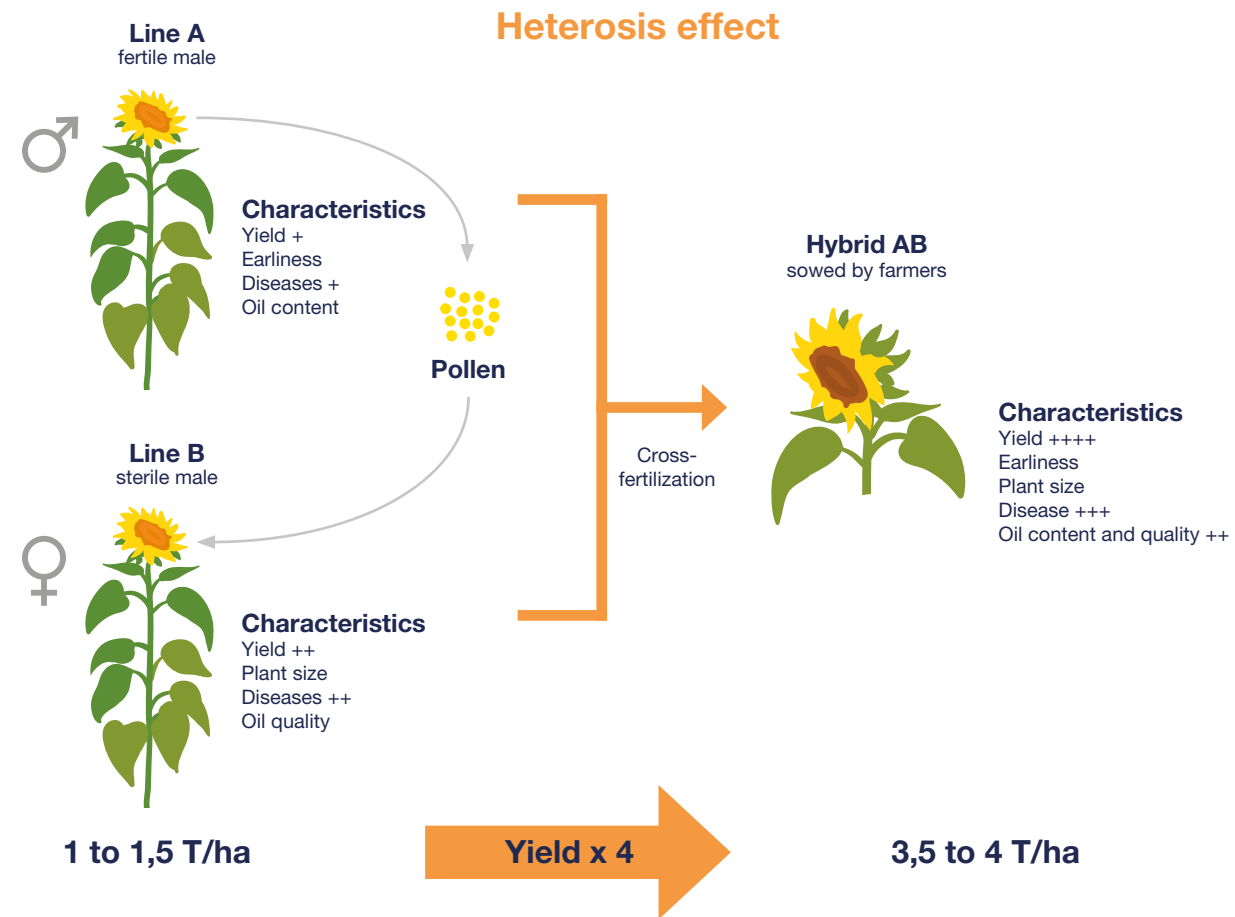 Heterosis effect
Line A
fertile male
Characteristics
Yield +
Earliness
Diseases +
Oil content
Pollen
Line B
sterile male
Characteristics
Yield ++
Plant size
Diseases ++
Oil quality
Cross-
fertilization
Hybrid AB
sowed by farmers
Characteristics
Yield ++++
Earliness
Plant size
Disease +++
Oil content and quality ++
1 to 1,5 T/ha
Yield x 4
3,5 to 4 T/ha